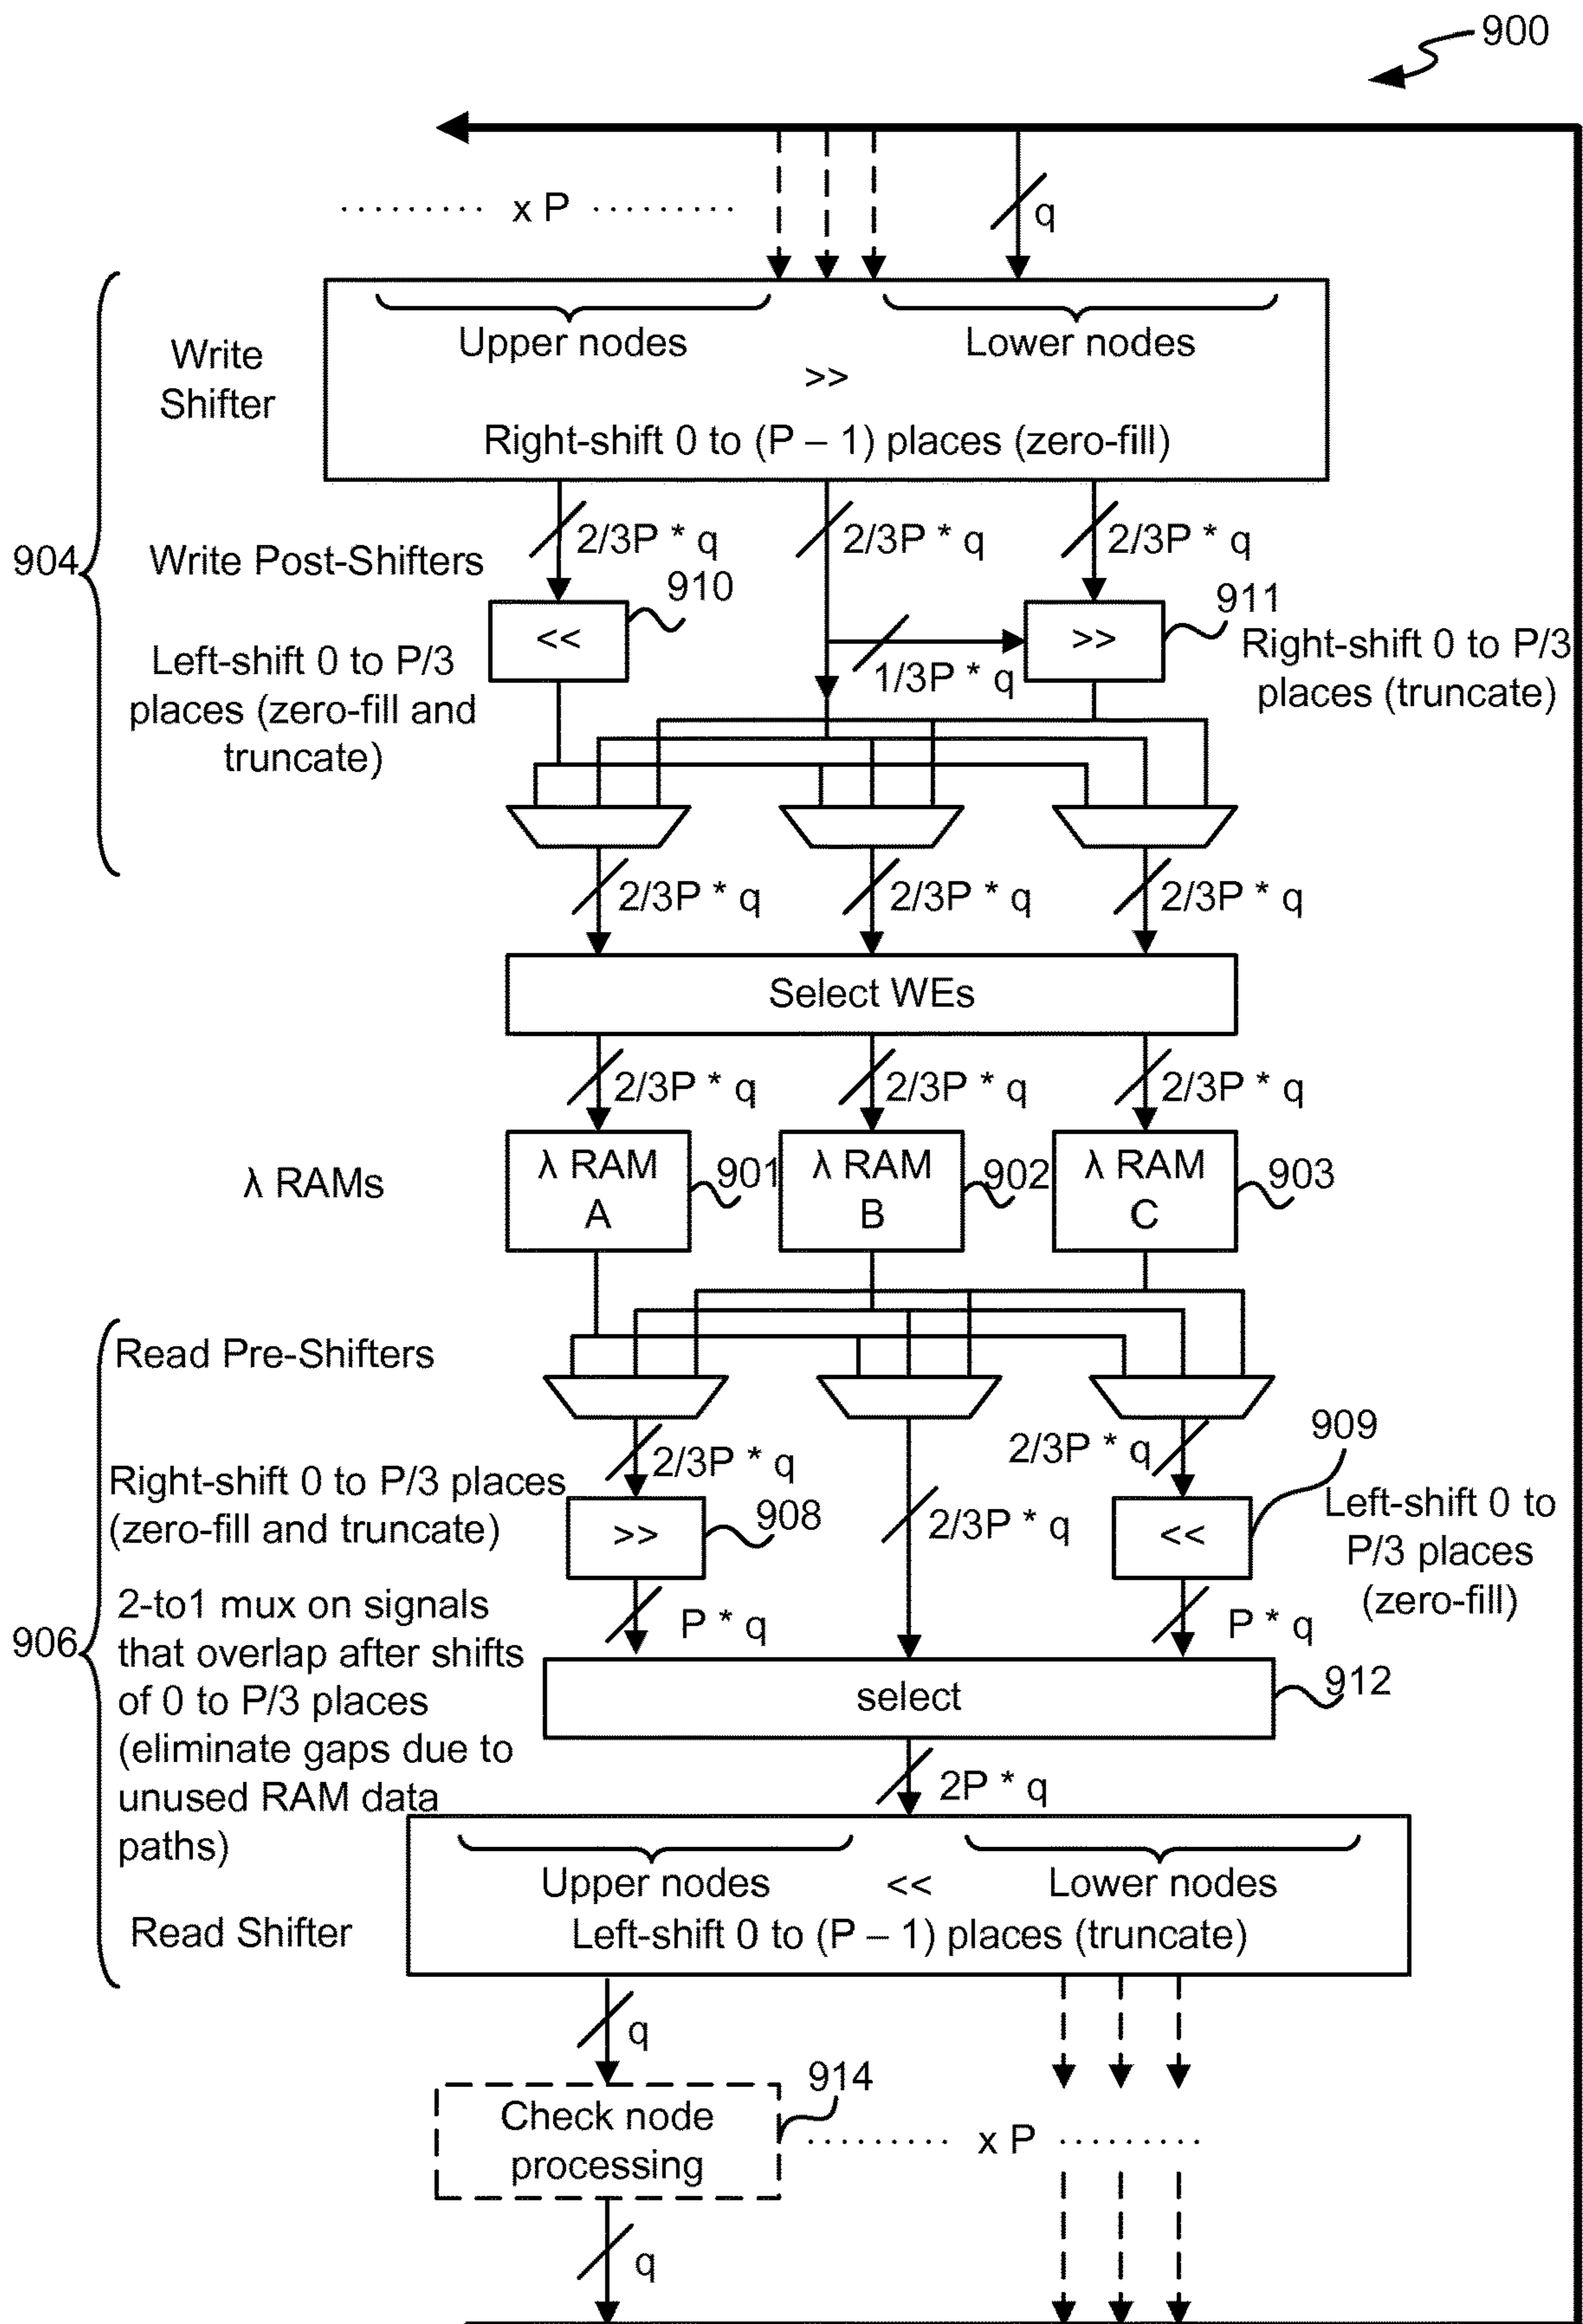 900
x P
q
Upper nodes
Lower nodes
>>
Right-shift 0 to (P – 1) places (zero-fill)
Write
Shifter
904
2/3P * q
2/3P * q
2/3P * q
Write Post-Shifters
910
911
<<
>>
1/3P * q
Left-shift 0 to P/3
places (zero-fill and
truncate)
Right-shift 0 to P/3
places (truncate)
2/3P * q
2/3P * q
2/3P * q
Select WEs
2/3P * q
2/3P * q
2/3P * q
λ RAMs
λ RAM
A
901
λ RAM
B
902
λ RAM
C
903
Read Pre-Shifters
906
2/3P * q
2/3P * q
2/3P * q
909
Right-shift 0 to P/3 places
(zero-fill and truncate)
>>
908
<<
Left-shift 0 to
P/3 places
(zero-fill)
2-to1 mux on signals
that overlap after shifts
of 0 to P/3 places
(eliminate gaps due to
unused RAM data
paths)
P * q
P * q
select
912
2P * q
Upper nodes
<<
Lower nodes
Left-shift 0 to (P – 1) places (truncate)
Read Shifter
q
914
Check node
processing
x P
q